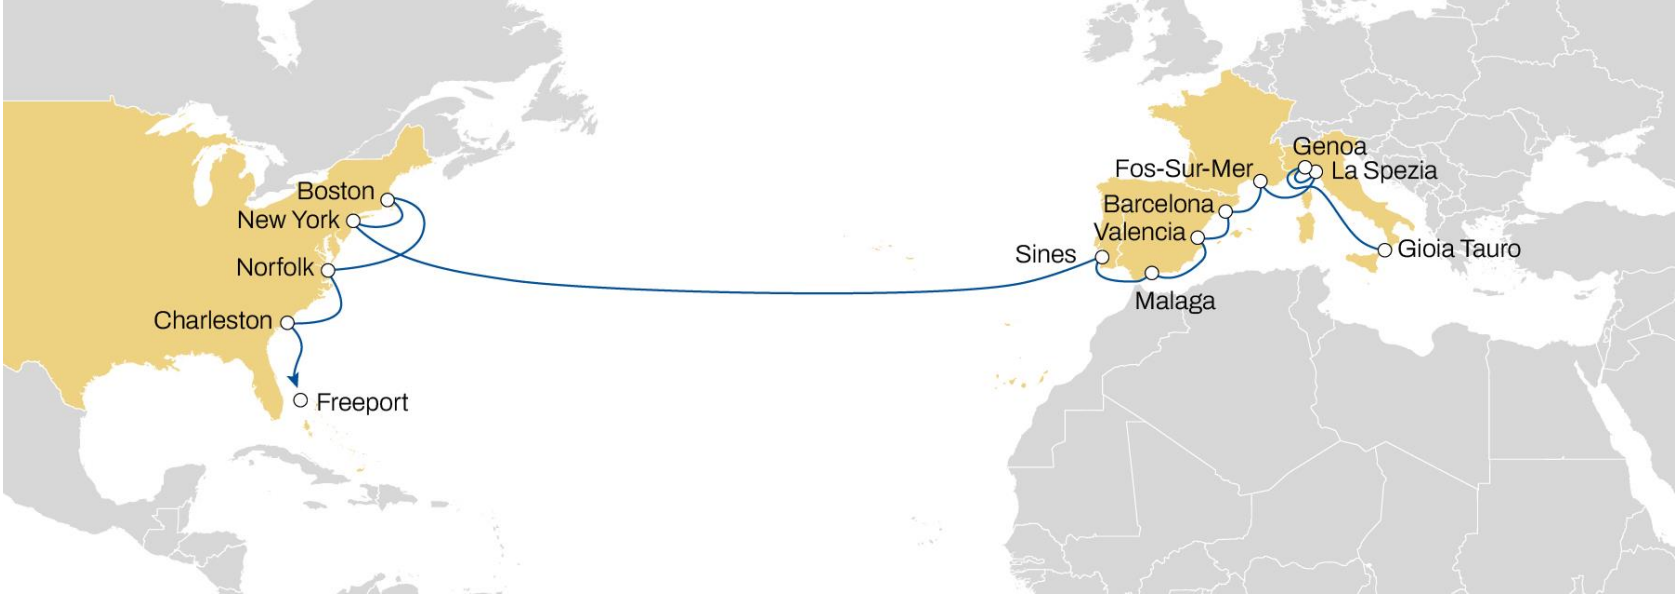 Boston
New York
Norfolk
Charleston
Freeport
Genoa
Fos-Sur-Mer
La Spezia
Barcelona
Valencia
Sines
Gioia Tauro
Malaga